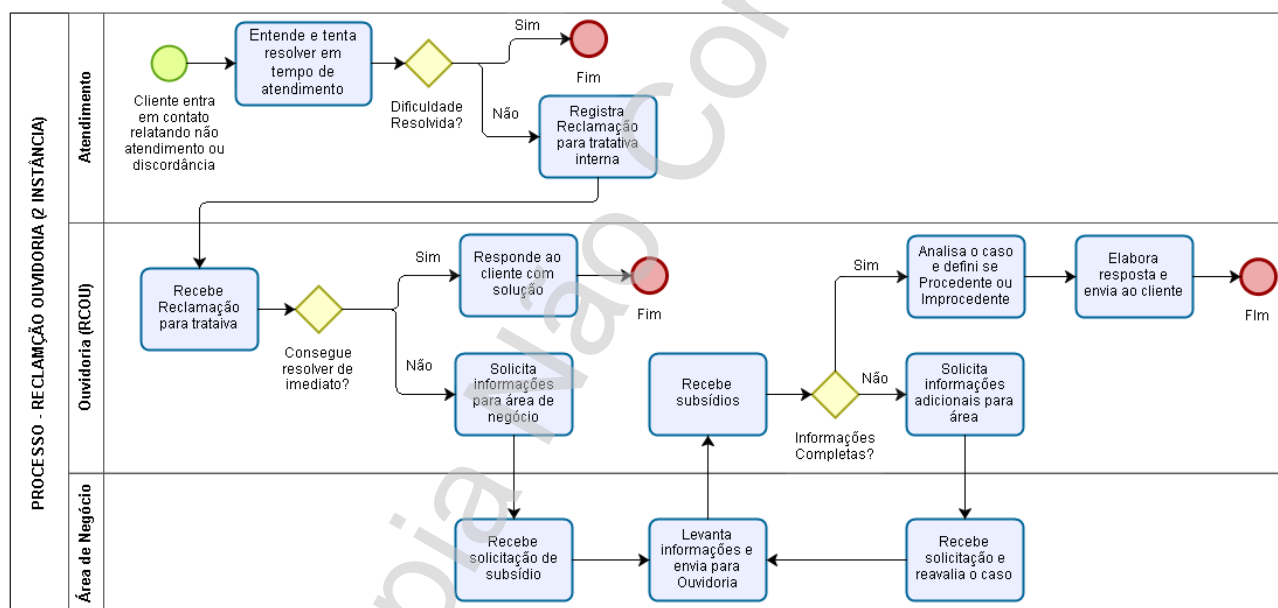 PROCESSO - RECLAMÇÃO OUVIDORIA (2 INSTÂNCIA)
Atendimento
Cliente entra
em contato
relatando não
atendimento ou
discordância
Entende e tenta
resolver em
tempo de
atendimento
Dificuldade
Resolvida?
Sim
Fim
Não
Registra
Reclamação
para tratativa
interna
Ouvidoria (RCOU)
Recebe
Reclamação
para trataiva
Consegue
resolver de
imediato?
Sim
Responde ao
cliente com
solução
Fim
Não
Solicita
informações
para área de
negócio
Recebe
subsídios
Informações
Completas?
Sim
Analisa o caso
e defini se
Procedente ou
Improcedente
Elabora
resposta e
envia ao cliente
FIm
Não
Solicita
informações
adicionais para
área
Área de Negócio
Recebe
solicitação de
subsídio
Levanta
informações e
envia para
Ouvidoria
Recebe
solicitação e
reavalia o caso
pia Não Con